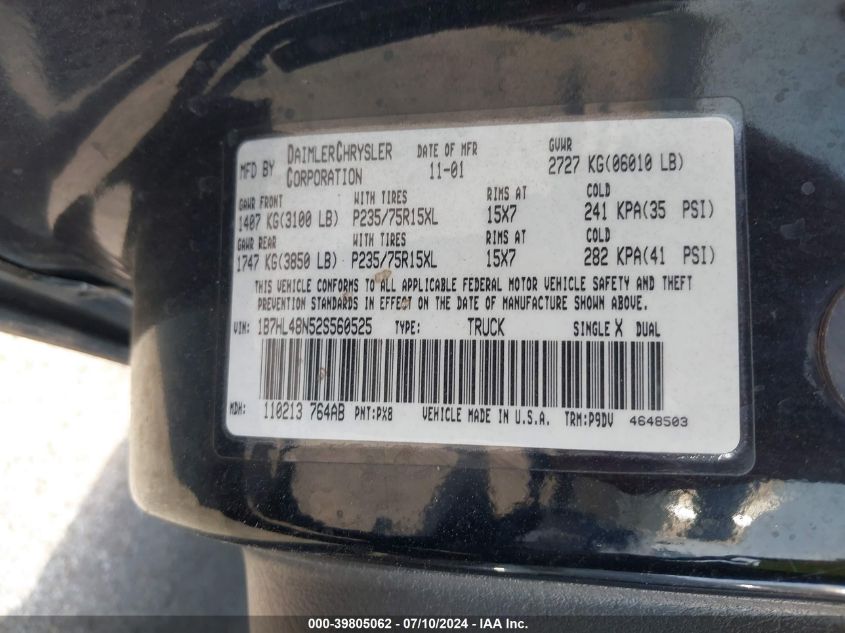 MFD BY DAIMLERCHRYSLER CORPORATION DATE OF MFR 11-01 GVWR 2727 KG(06010 LB)
GAWR FRONT WITH TIRES RIMS AT COLD
1407 KG(3100 LB) P235/75R15XL 15X7 241 KPA(35 PSI)
GAWR REAR WITH TIRES RIMS AT COLD
1747 KG(3850 LB) P235/75R15XL 15X7 282 KPA(41 PSI)
THIS VEHICLE CONFORMS TO ALL APPLICABLE FEDERAL MOTOR VEHICLE SAFETY AND THEFT
PREVENTION STANDARDS IN EFFECT ON THE DATE OF MANUFACTURE SHOWN ABOVE.
VIN: 1B7HL48N52S560525 TYPE: TRUCK SINGLE X DUAL
MDH: 110213 764AB PNT:PX8 VEHICLE MADE IN U.S.A. TRM:P9DV 4648503
000-39805062 - 07/10/2024 - IAA Inc.